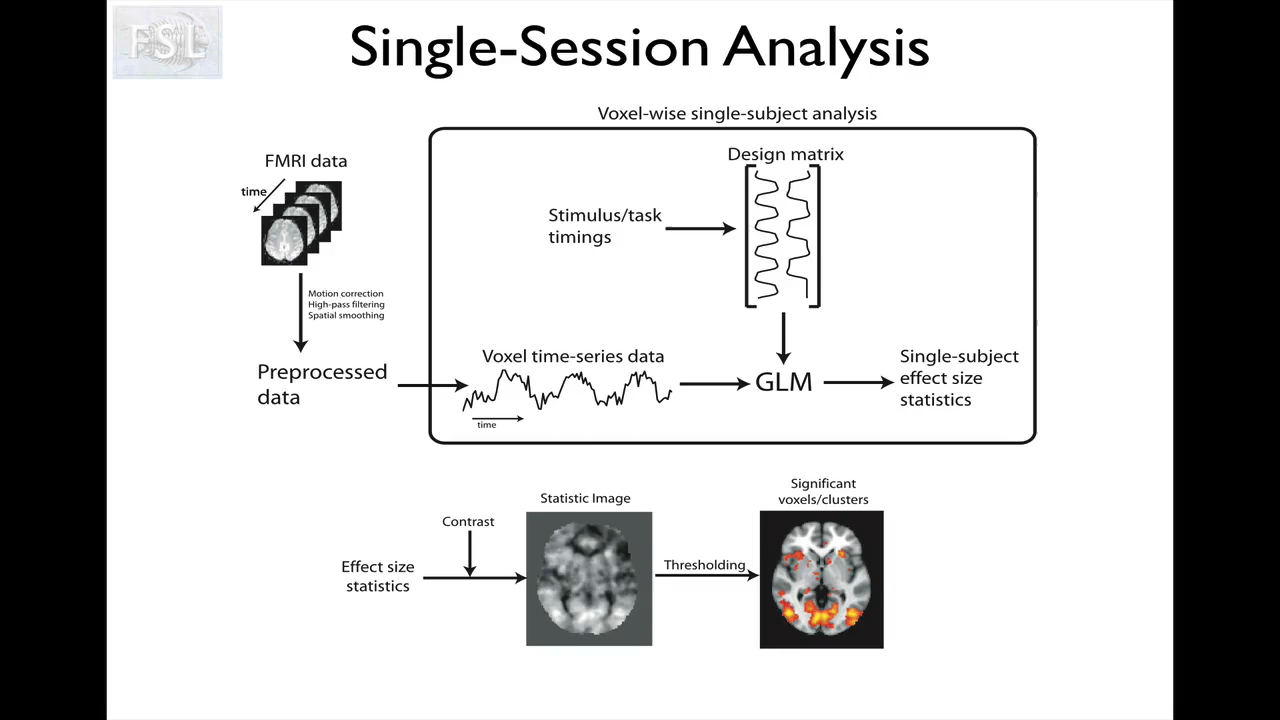 FSL
Single-Session Analysis
Voxel-wise single-subject analysis
FMRI data
time
Motion correction
High-pass filtering
Spatial smoothing
Preprocessed
data
Design matrix
Stimulus/task
timings
Voxel time-series data
time
GLM
Single-subject
effect size
statistics
Effect size
statistics
Contrast
Statistic Image
Thresholding
Significant
voxels/clusters